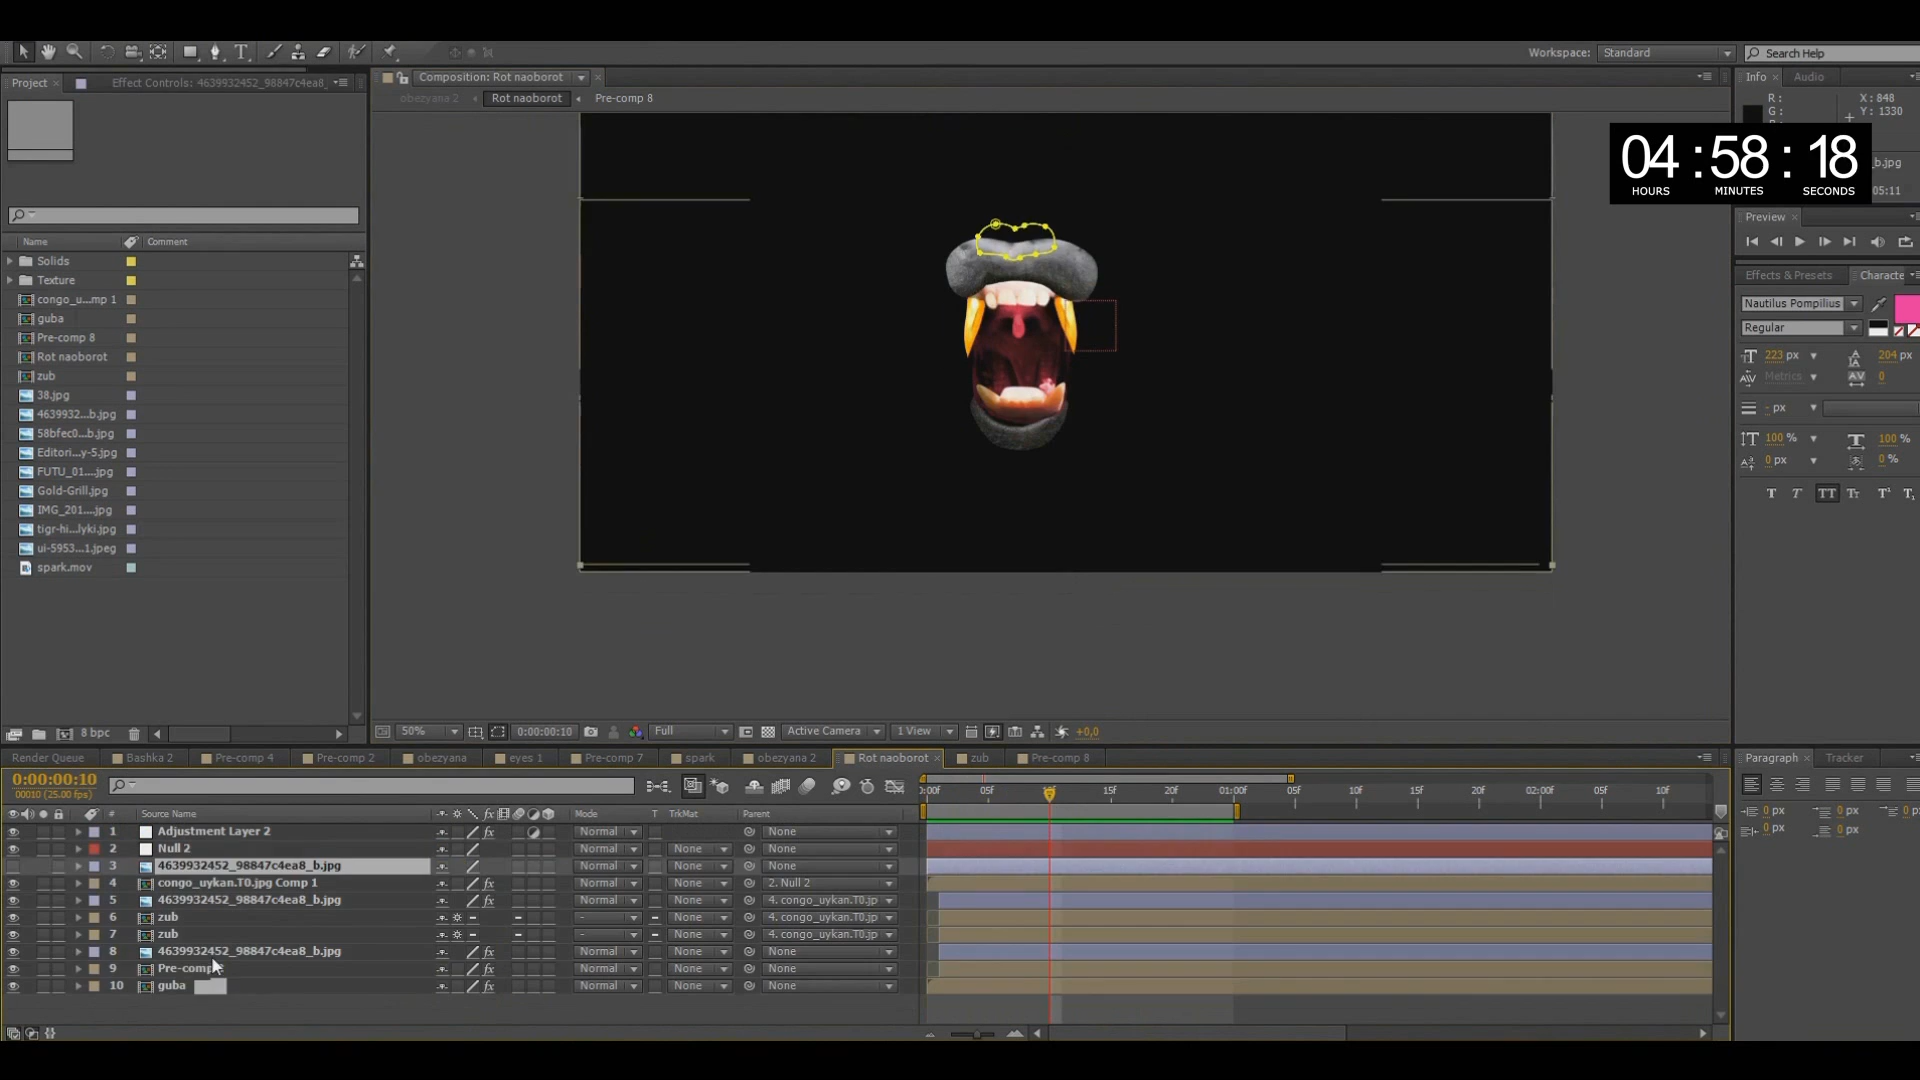 Workspace: Standard
Search Help
Project
Effect Controls: 4639932452_98847c4ea8_
Composition: Rot naoborot
obezyana 2
Rot naoborot
Pre-comp 8
Info
Audio
R:
G:
X: 848
Y: 1330
04 : 58 : 18
HOURS MINUTES SECONDS
_b.jpg
05:11
Preview
Effects & Presets
Characte
Nautilus Pompilius
Regular
223 px
204 px
Metrics
0
- px
100 %
100 %
0 px
0 %
Name
Comment
Solids
Texture
congo_u...mp 1
guba
Pre-comp 8
Rot naoborot
zub
38.jpg
4639932...b.jpg
58bfec0...b.jpg
Editori...y-5.jpg
FUTU_01....jpg
Gold-Grill.jpg
IMG_201....jpg
tigr-hi...lyki.jpg
ui-5953...1.jpeg
spark.mov
8 bpc
50%
0:00:00:10
Full
Active Camera
1 View
+0,0
Render Queue
Bashka 2
Pre-comp 4
Pre-comp 2
obezyana
eyes 1
Pre-comp 7
spark
obezyana 2
Rot naoborot
zub
Pre-comp 8
Paragraph
Tracker
0:00:00:10
00010 (25.00 fps)
0:00f 05f 15f 20f 01:00f 05f 10f 15f 20f 02:00f 05f 10f
# Source Name Mode T TrkMat Parent
1 Adjustment Layer 2 Normal None
2 Null 2 Normal None None
3 4639932452_98847c4ea8_b.jpg Normal None None
4 congo_uykan.T0.jpg Comp 1 Normal None 2. Null 2
5 4639932452_98847c4ea8_b.jpg Normal None 4. congo_uykan.T0.jp
6 zub - None 4. congo_uykan.T0.jp
7 zub - None 4. congo_uykan.T0.jp
8 4639932452_98847c4ea8_b.jpg Normal None None
9 Pre-comp Normal None None
10 guba Normal None None
0 px
0 px
0 p
0 px
0 px